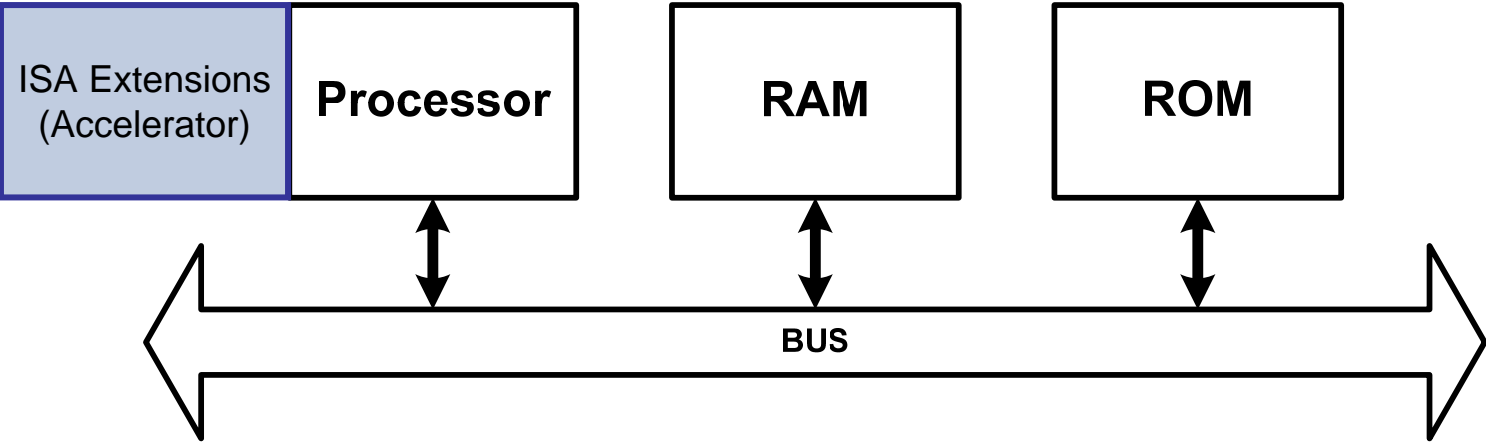 ISA Extensions
(Accelerator)
Processor
RAM
ROM
BUS